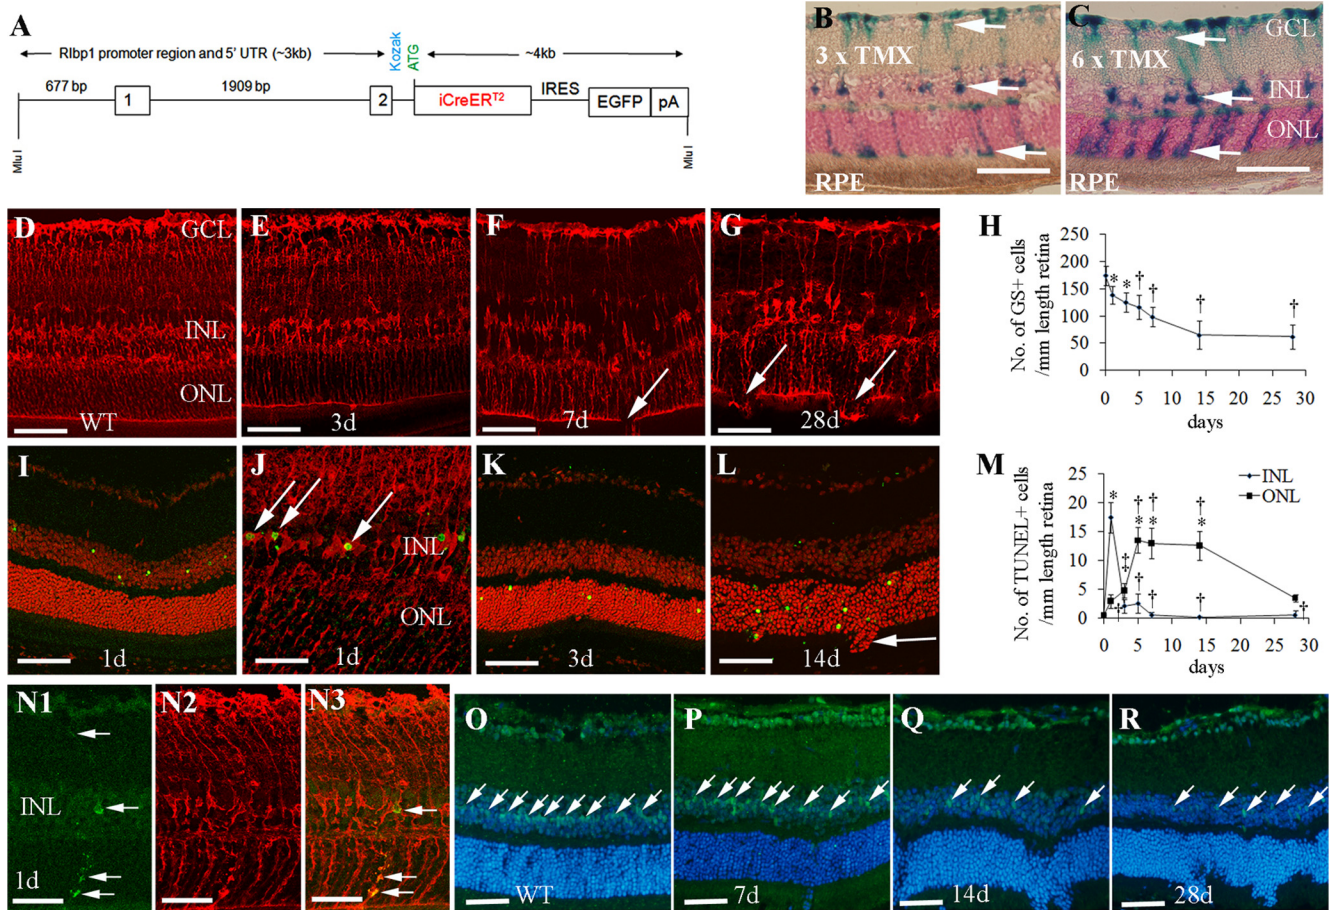 A
Rlbp1 promoter region and 5' UTR (~3kb)
Kozak
ATG
~4kb
677 bp
1
1909 bp
2
iCreER^T2
IRES
EGFP
pA
Mlu I
Mlu I
B
3 x TMX
RPE
C
GCL
6 x TMX
INL
ONL
RPE
D
GCL
INL
ONL
WT
E
3d
F
7d
G
28d
H
No. of GS+ cells
/mm length retina
250
200
150
100
50
0
* * † † † †
0 5 10 15 20 25 30
days
I
1d
J
INL
ONL
1d
K
3d
L
14d
M
No. of TUNEL+ cells
/mm length retina
25
20
15
10
5
0
INL
ONL
*
‡
†
*
†
*
†
*
‡
†
†
†
†
0 5 10 15 20 25 30
days
N1
INL
1d
N2
N3
O
WT
P
7d
Q
14d
R
28d